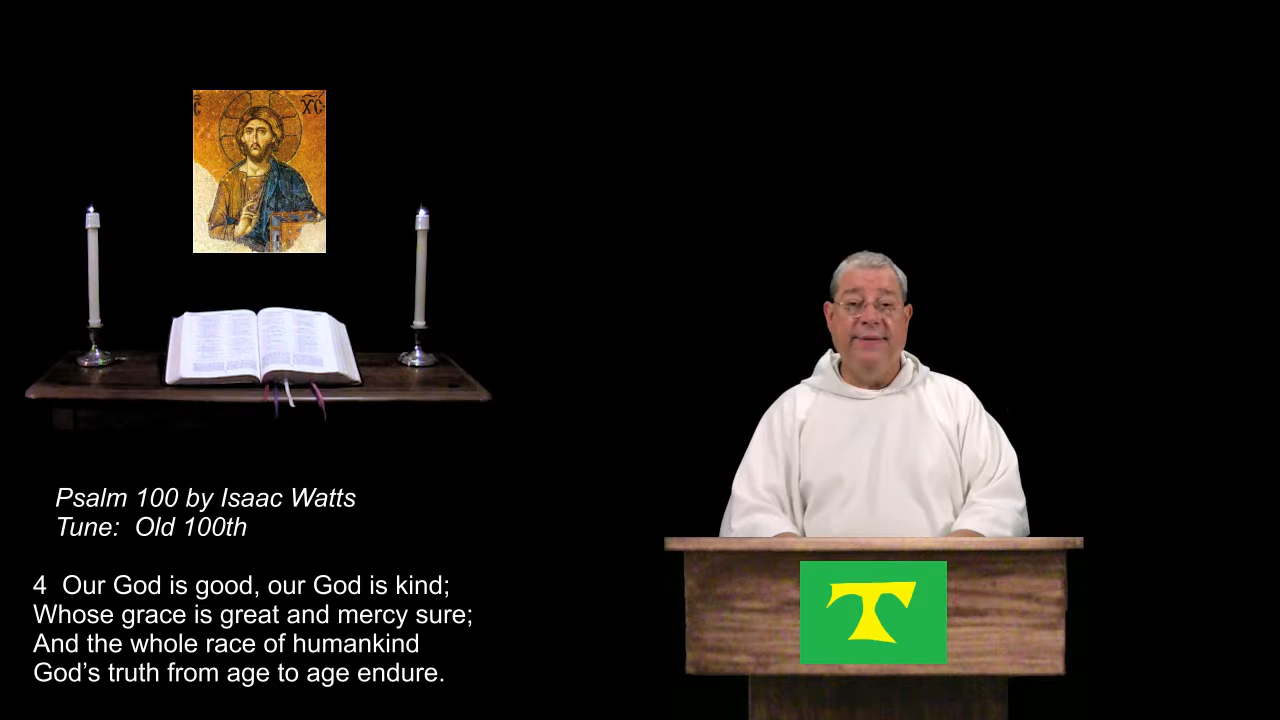 XC
Psalm 100 by Isaac Watts
Tune: Old 100th
4 Our God is good, our God is kind;
Whose grace is great and mercy sure;
And the whole race of humankind
God’s truth from age to age endure.